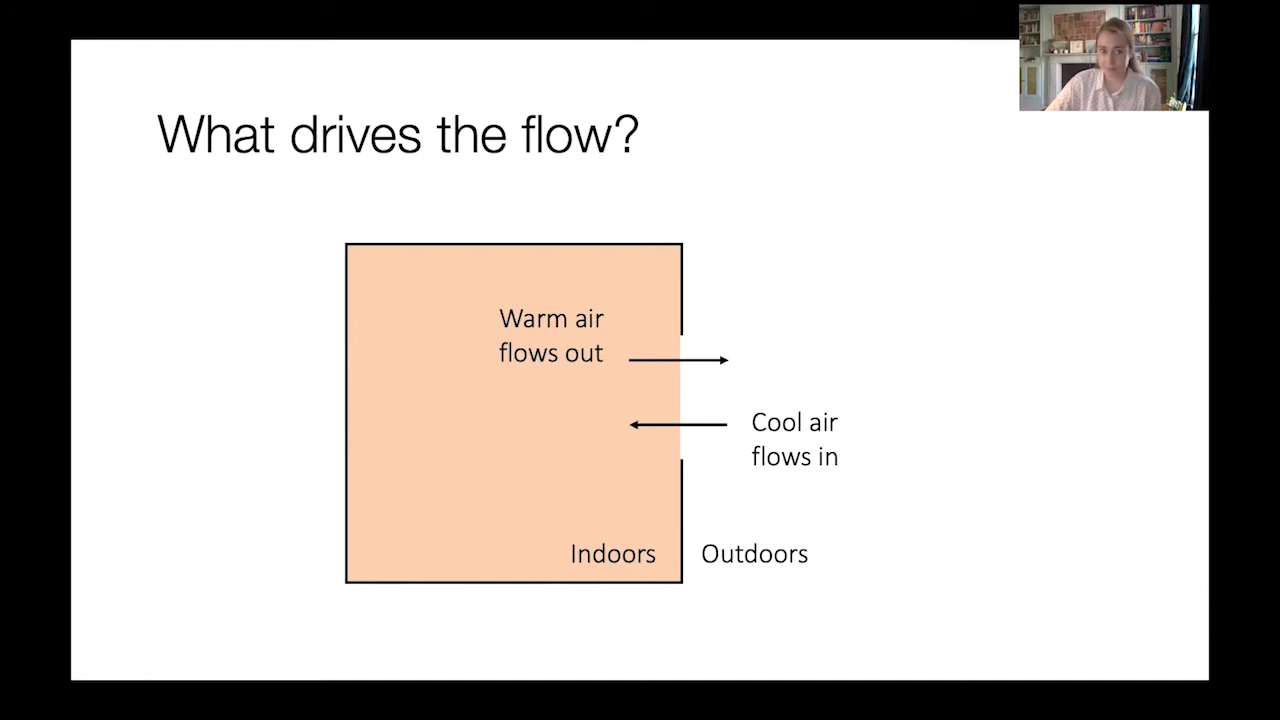 What drives the flow?
Warm air
flows out
Cool air
flows in
Indoors
Outdoors